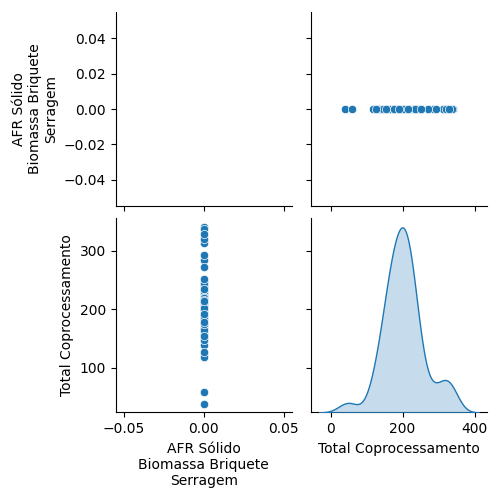 AFR Sólido
Biomassa Briquete
Serragem
0.04
0.02
0.00
−0.02
−0.04
Total Coprocessamento
300
200
100
−0.05
0.00
0.05
AFR Sólido
Biomassa Briquete
Serragem
0
200
400
Total Coprocessamento